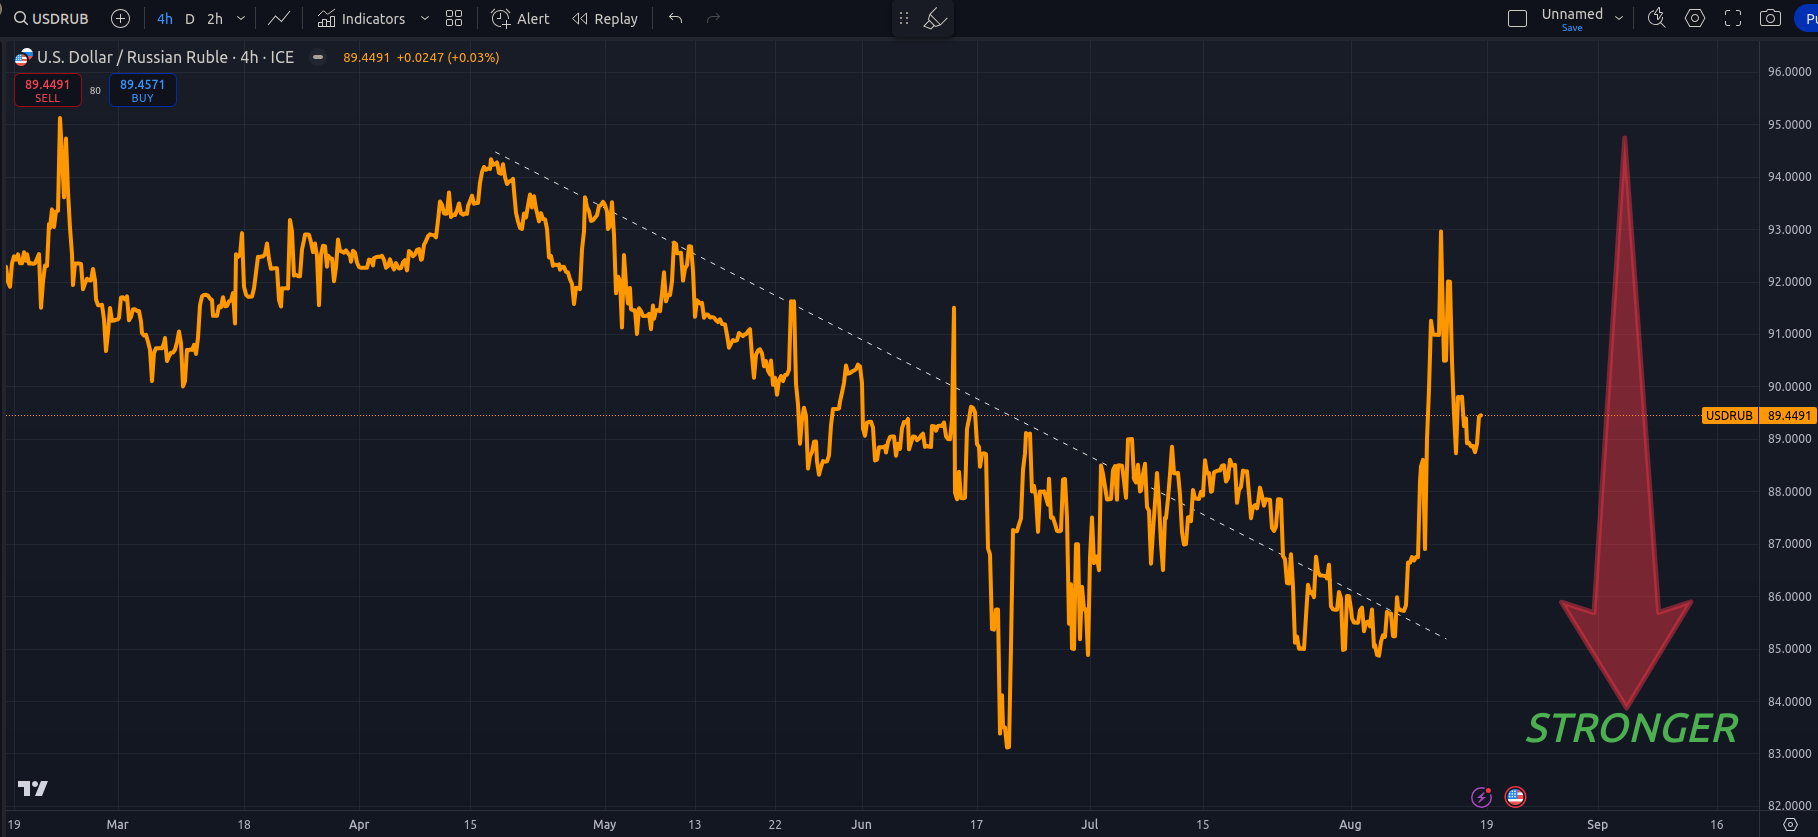 USDRUB 4h D 2h Indicators Alert Replay Unnamed
Save
U.S. Dollar / Russian Ruble · 4h · ICE 89.4491 +0.0247 (+0.03%)
89.4491 80 89.4571
SELL BUY
96.0000
95.0000
94.0000
93.0000
92.0000
91.0000
90.0000
USDRUB 89.4491
89.0000
88.0000
87.0000
86.0000
85.0000
84.0000
STRONGER
83.0000
82.0000
19 Mar 18 Apr 15 May 13 22 Jun 17 Jul 15 Aug 19 Sep 16